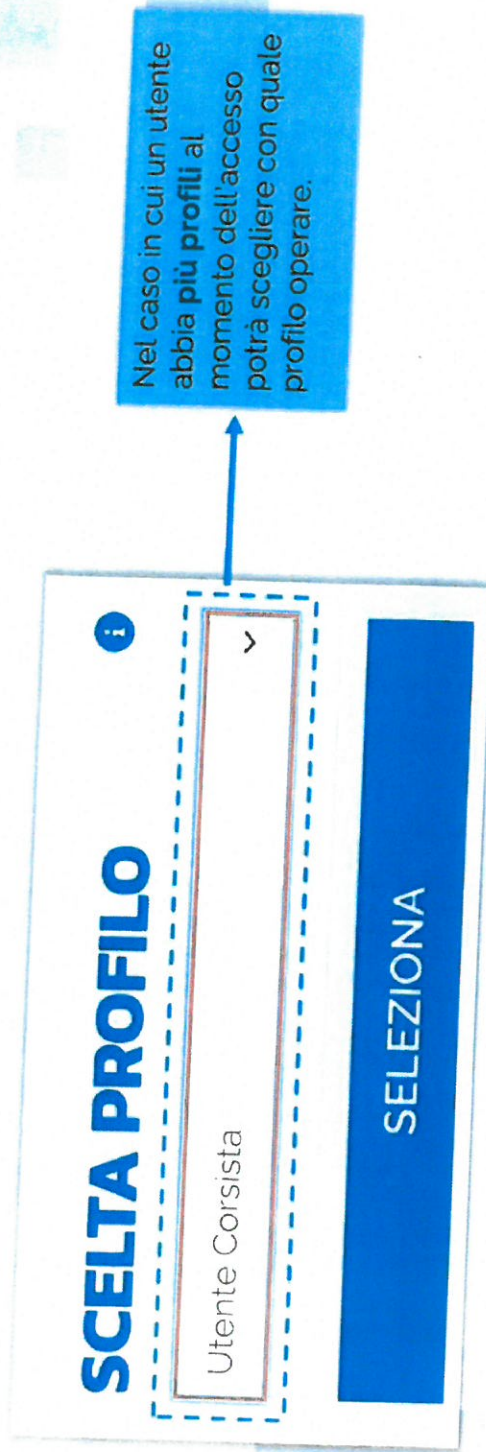 SCELTA PROFILO
i
Utente Corsista
SELEZIONA
Nel caso in cui un utente
abbia più profili al
momento dell'accesso
potrà scegliere con quale
profilo operare.